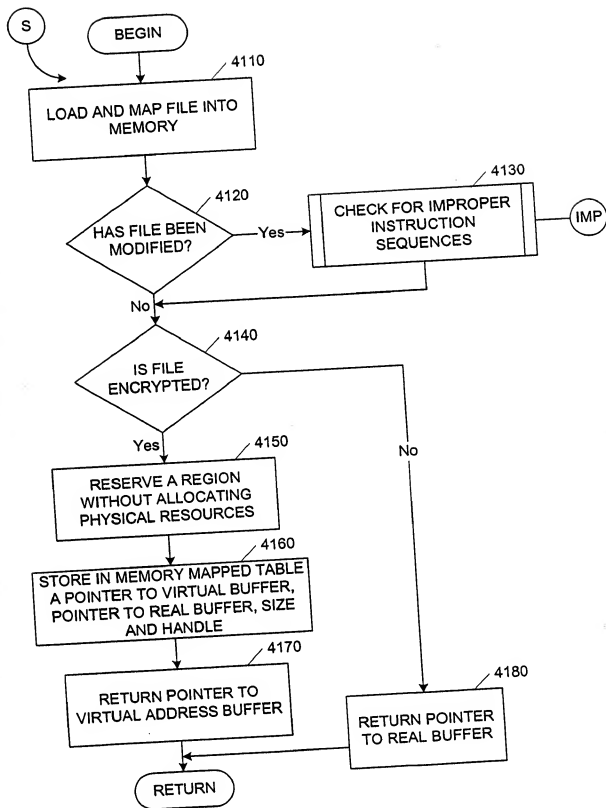 S
BEGIN
4110
LOAD AND MAP FILE INTO
MEMORY
4120
HAS FILE BEEN
MODIFIED?
Yes
4130
CHECK FOR IMPROPER
INSTRUCTION
SEQUENCES
IMP
No
4140
IS FILE
ENCRYPTED?
Yes
No
4150
RESERVE A REGION
WITHOUT ALLOCATING
PHYSICAL RESOURCES
4160
STORE IN MEMORY MAPPED TABLE
A POINTER TO VIRTUAL BUFFER,
POINTER TO REAL BUFFER, SIZE
AND HANDLE
4170
RETURN POINTER TO
VIRTUAL ADDRESS BUFFER
4180
RETURN POINTER
TO REAL BUFFER
RETURN